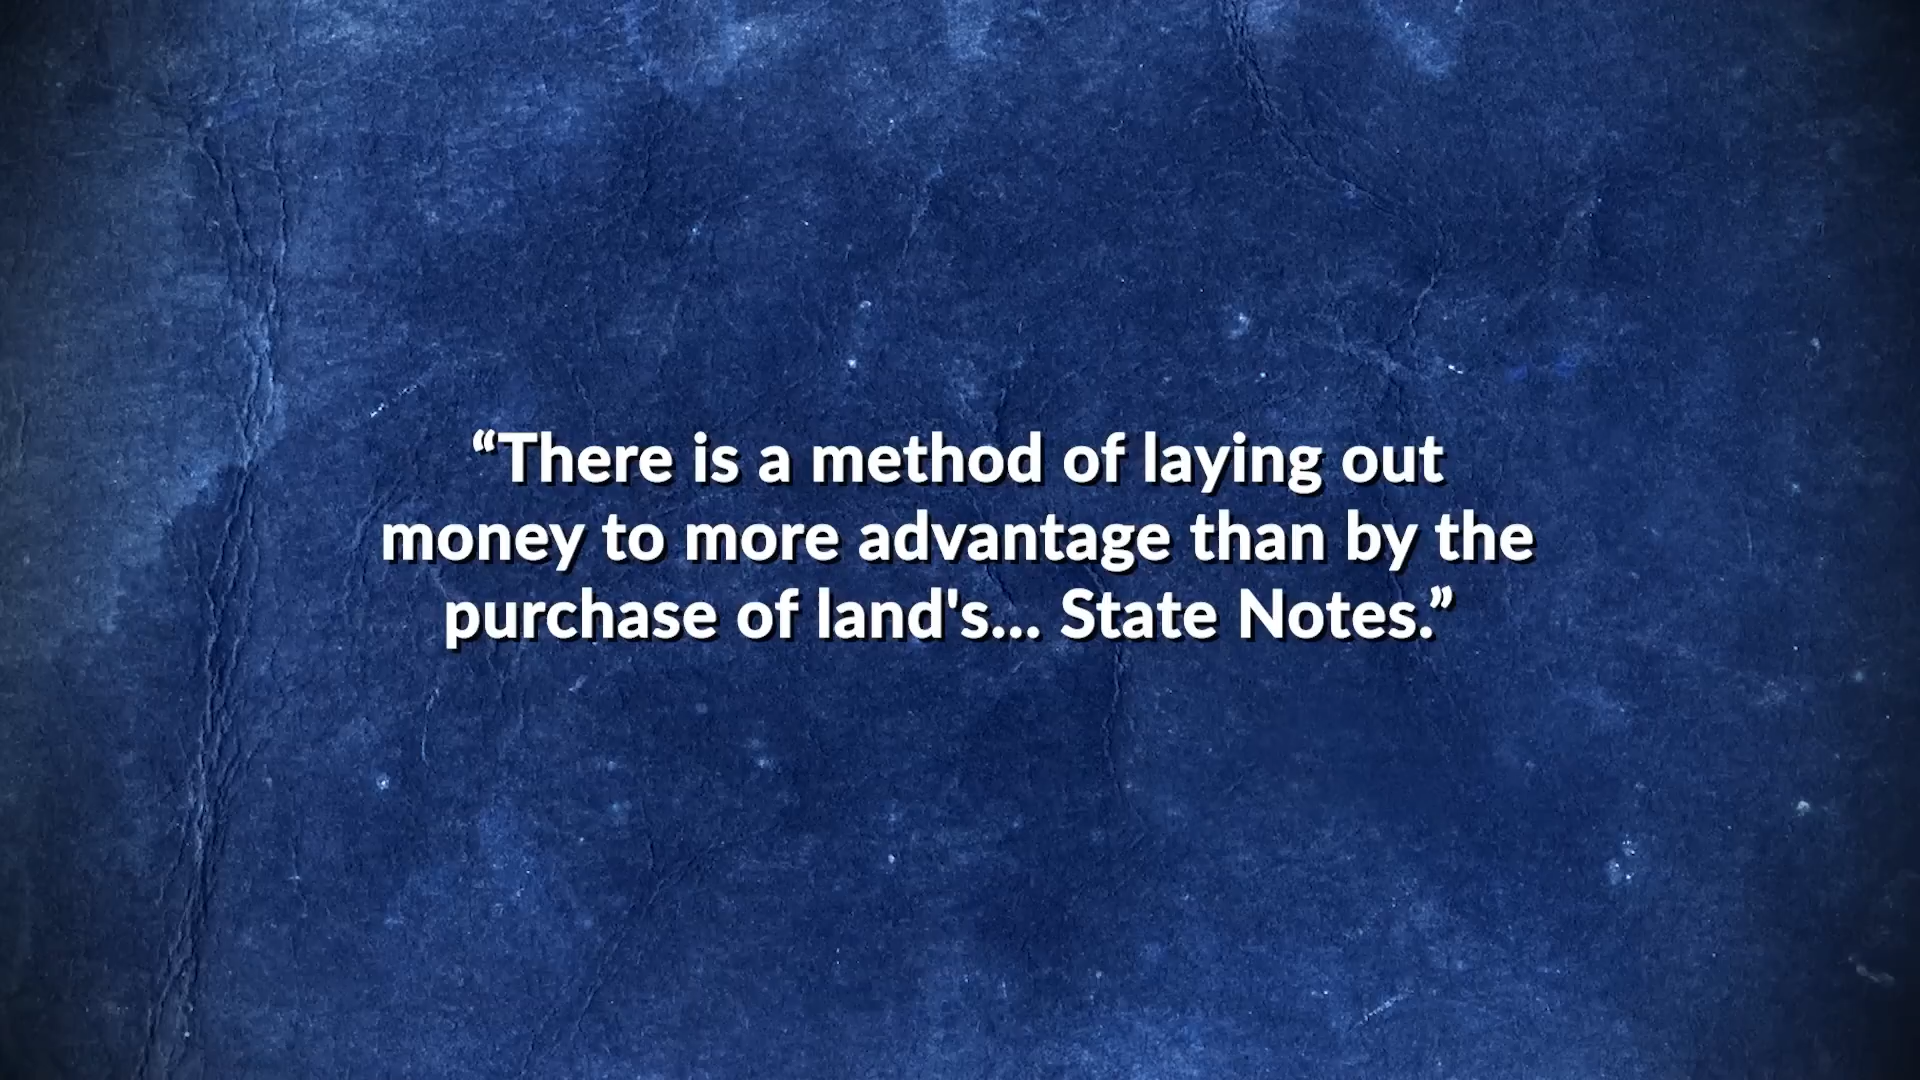 “There is a method of laying out
money to more advantage than by the
purchase of land's... State Notes.”